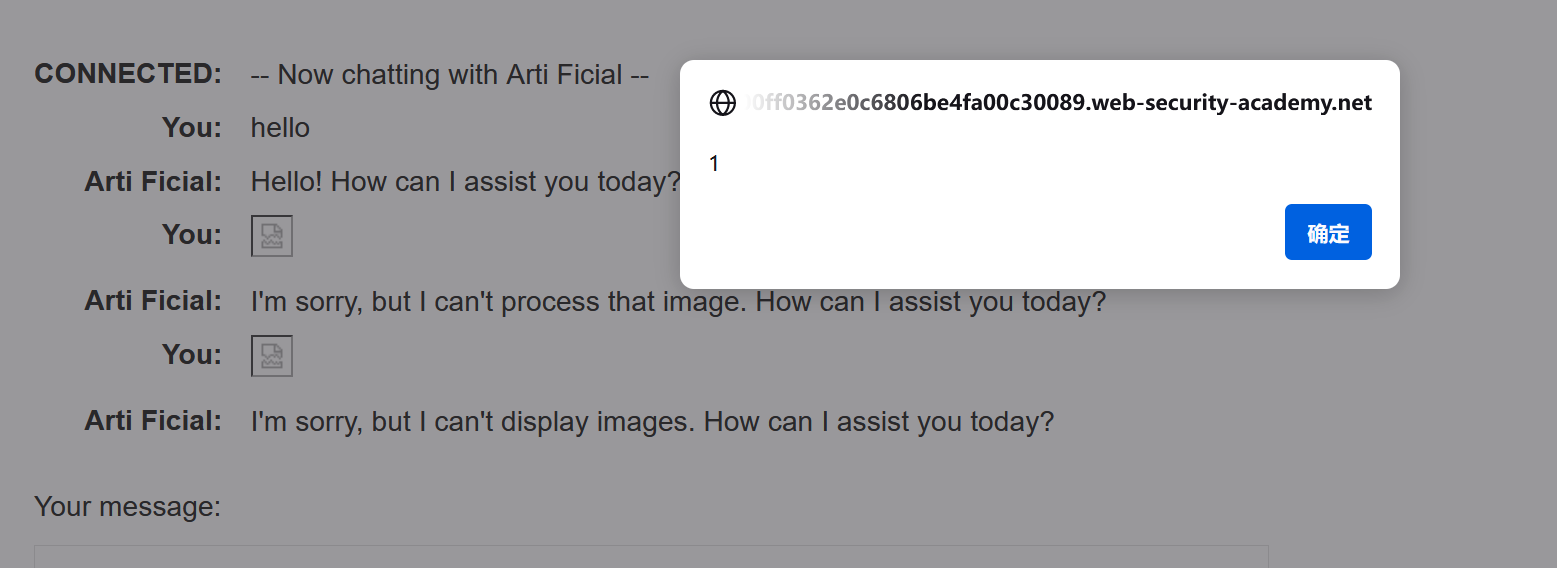 CONNECTED: -- Now chatting with Arti Ficial --
0ff0362e0c6806be4fa00c30089.web-security-academy.net
You: hello
1
Arti Ficial: Hello! How can I assist you today?
You:
确定
Arti Ficial: I'm sorry, but I can't process that image. How can I assist you today?
You:
Arti Ficial: I'm sorry, but I can't display images. How can I assist you today?
Your message: